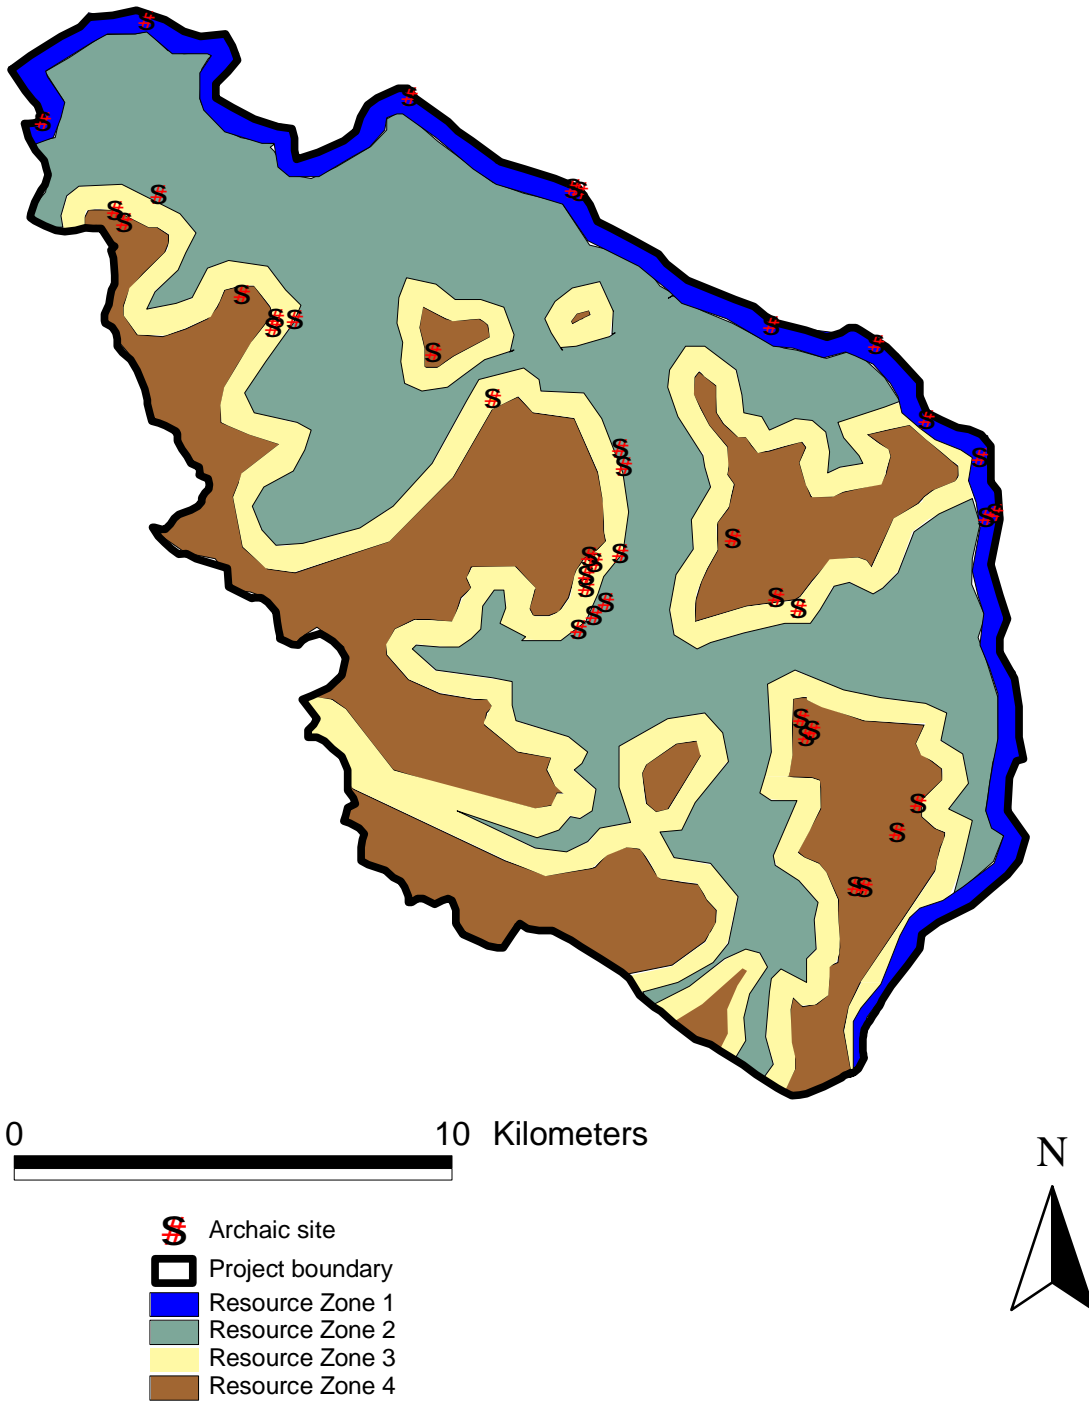 0 10 Kilometers
N
Archaic site
Project boundary
Resource Zone 1
Resource Zone 2
Resource Zone 3
Resource Zone 4